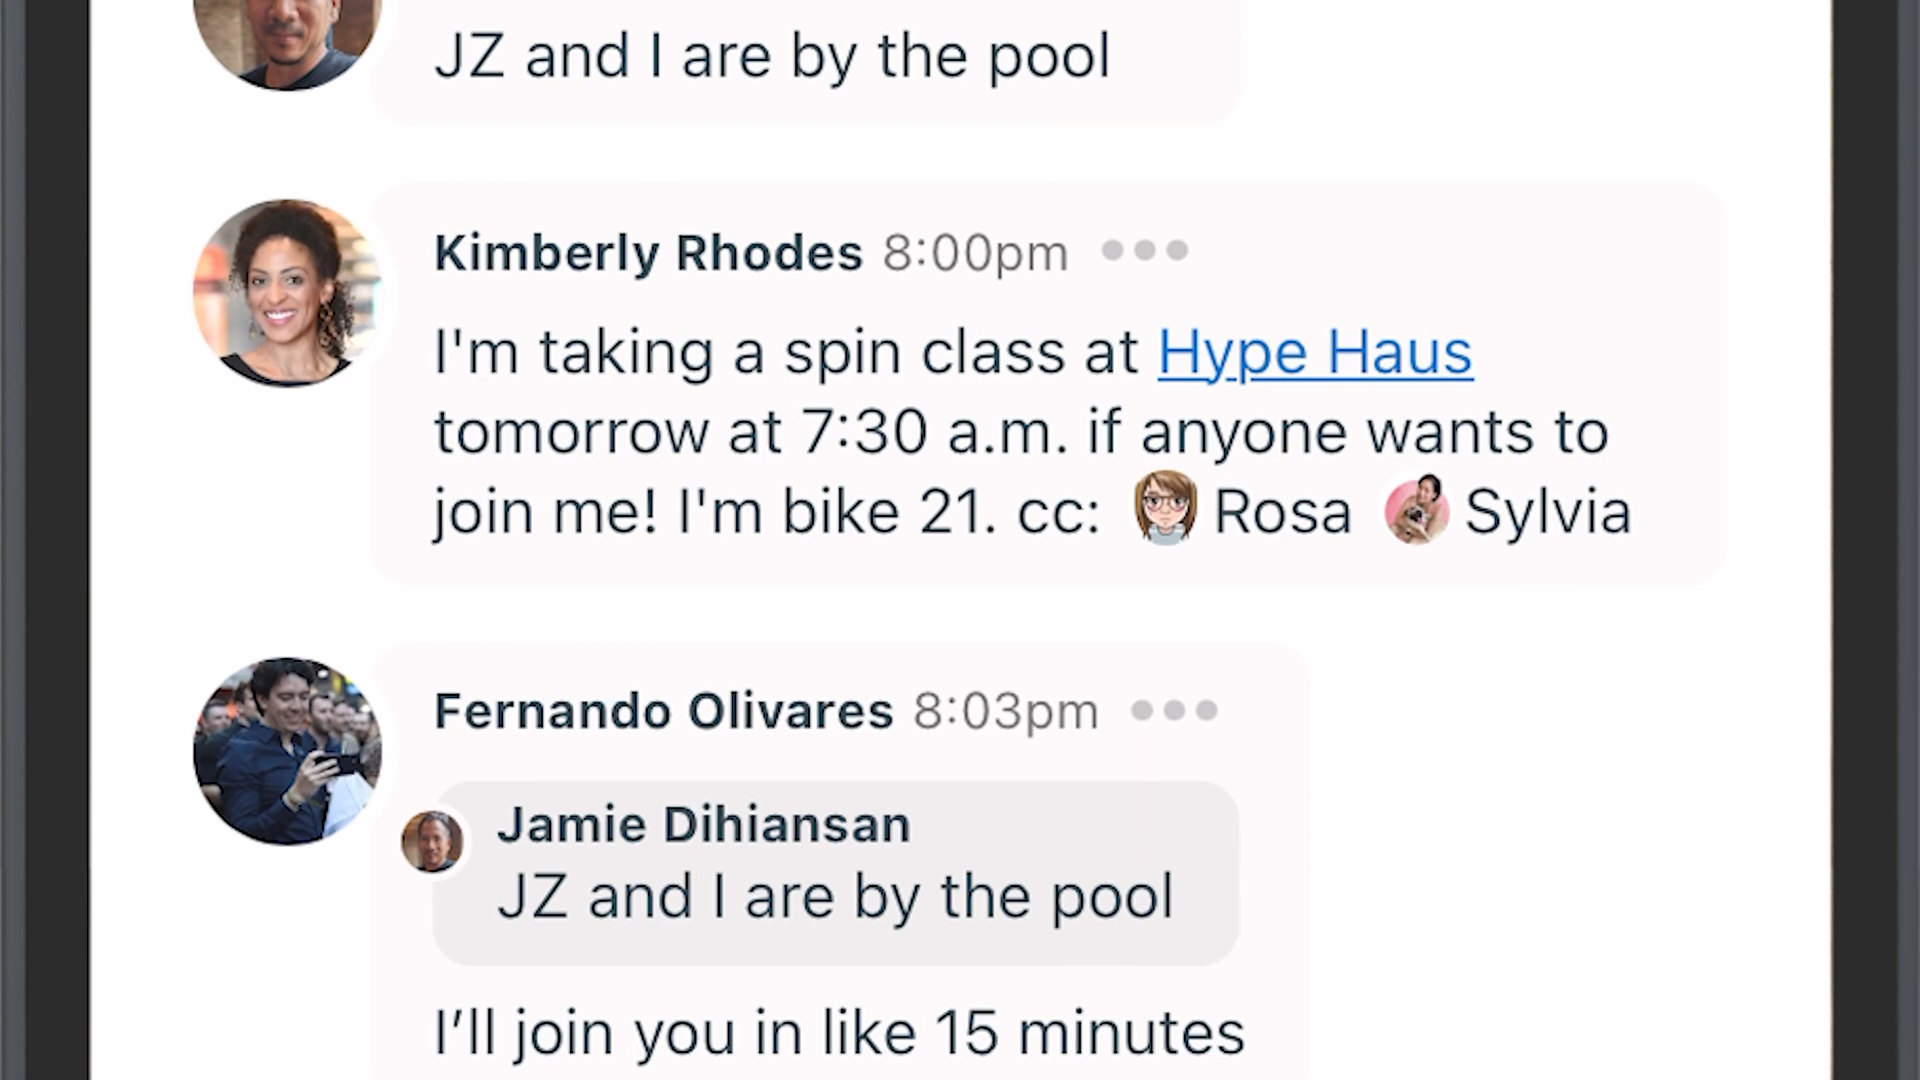 JZ and I are by the pool
Kimberly Rhodes 8:00pm
I'm taking a spin class at Hype Haus
tomorrow at 7:30 a.m. if anyone wants to
join me! I'm bike 21. cc: Rosa Sylvia
Fernando Olivares 8:03pm
Jamie Dihiansan
JZ and I are by the pool
I’ll join you in like 15 minutes